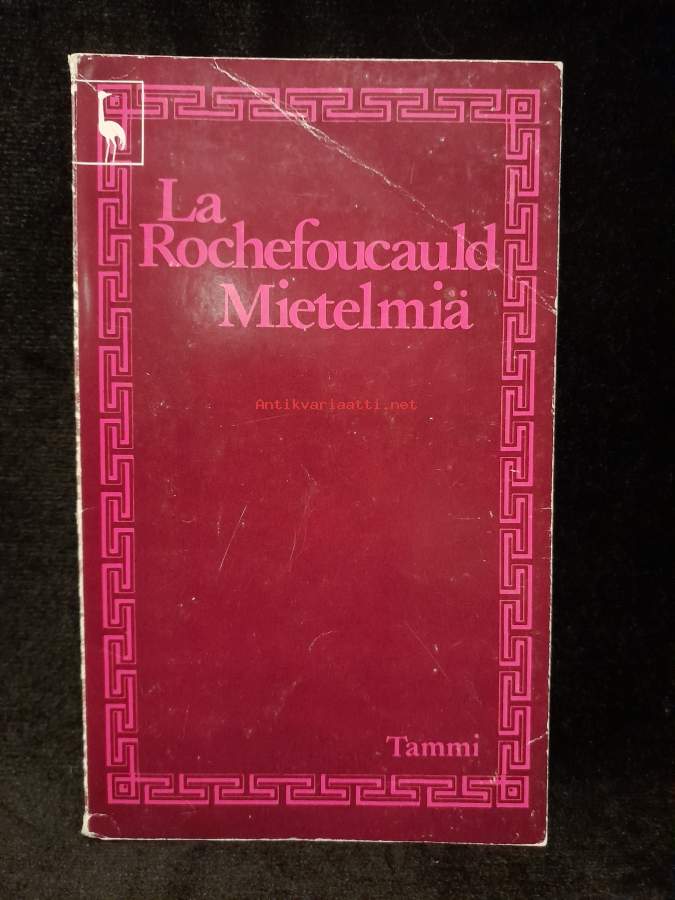 La
Rochefoucauld
Mietelmiä
Antikvariaatti.net
Tammi